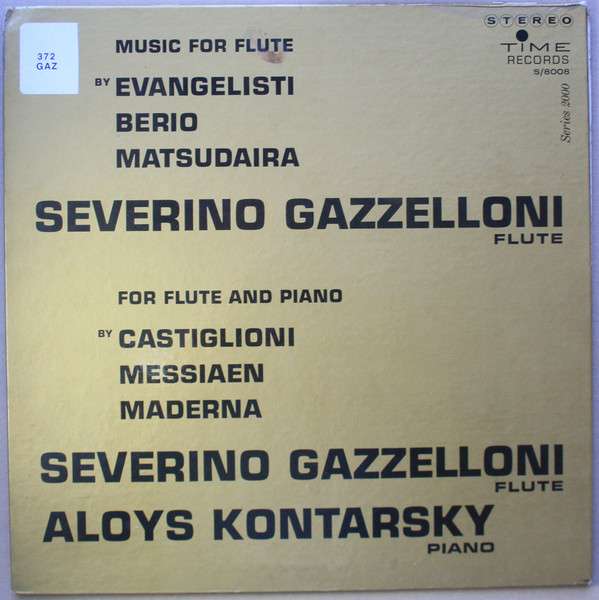 372
GAZ
STEREO
TIME
RECORDS
S/8008
Series 2000
MUSIC FOR FLUTE
BY EVANGELISTI
BERIO
MATSUDAIRA
SEVERINO GAZZELLONI
FLUTE
FOR FLUTE AND PIANO
BY CASTIGLIONI
MESSIAEN
MADERNA
SEVERINO GAZZELLONI
FLUTE
ALOYS KONTARSKY
PIANO